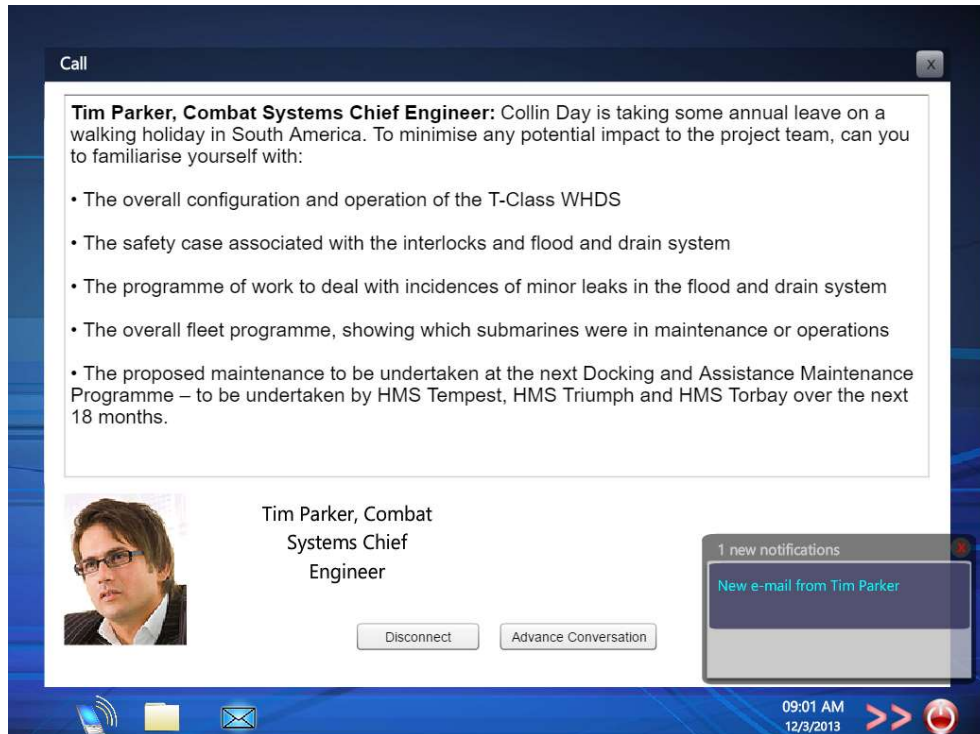 Call
X
Tim Parker, Combat Systems Chief Engineer: Collin Day is taking some annual leave on a
walking holiday in South America. To minimise any potential impact to the project team, can you
to familiarise yourself with:
• The overall configuration and operation of the T-Class WHDS
• The safety case associated with the interlocks and flood and drain system
• The programme of work to deal with incidences of minor leaks in the flood and drain system
• The overall fleet programme, showing which submarines were in maintenance or operations
• The proposed maintenance to be undertaken at the next Docking and Assistance Maintenance
Programme – to be undertaken by HMS Tempest, HMS Triumph and HMS Torbay over the next
18 months.
Tim Parker, Combat
Systems Chief
Engineer
1 new notifications
X
New e-mail from Tim Parker
Disconnect
Advance Conversation
09:01 AM
12/3/2013
>>